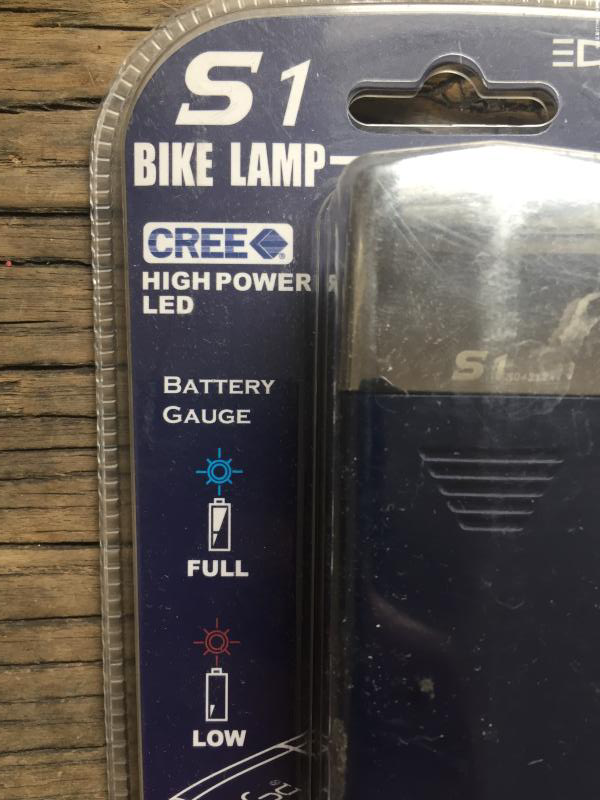 S1
BIKE LAMP
CREE
HIGH POWER
LED
S1
BATTERY
GAUGE
FULL
LOW